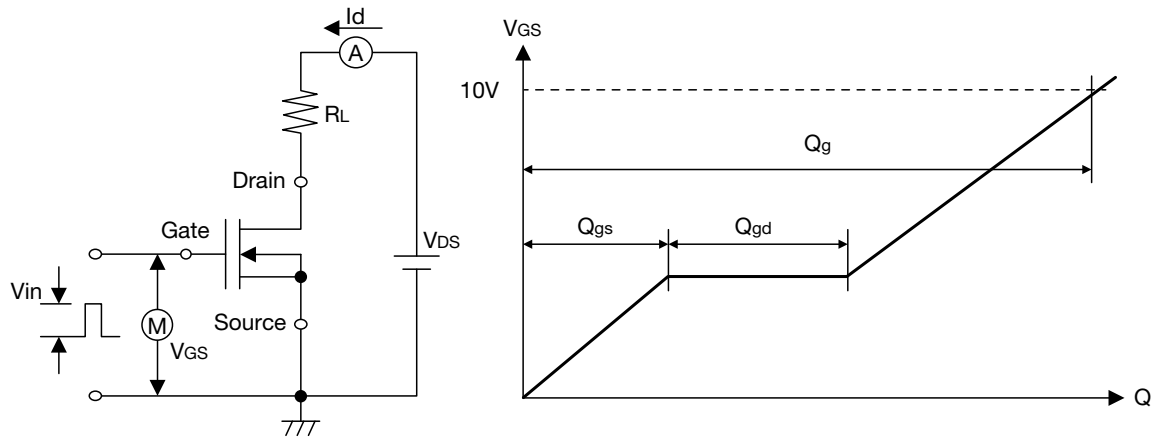 Id
A
RL
Drain
Gate
VDS
Vin
M
VGS
Source
VGS
10V
Qg
Qgs
Qgd
Q